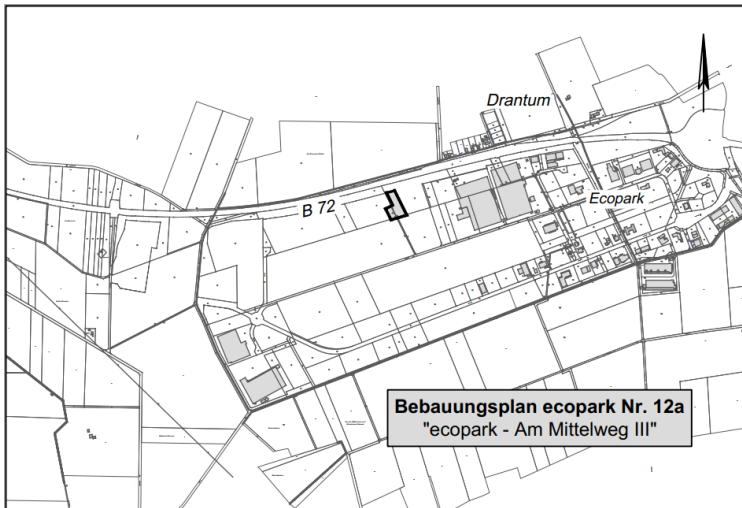 Drantum
B 72
Ecopark
Bebauungsplan ecopark Nr. 12a
"ecopark - Am Mittelweg III"